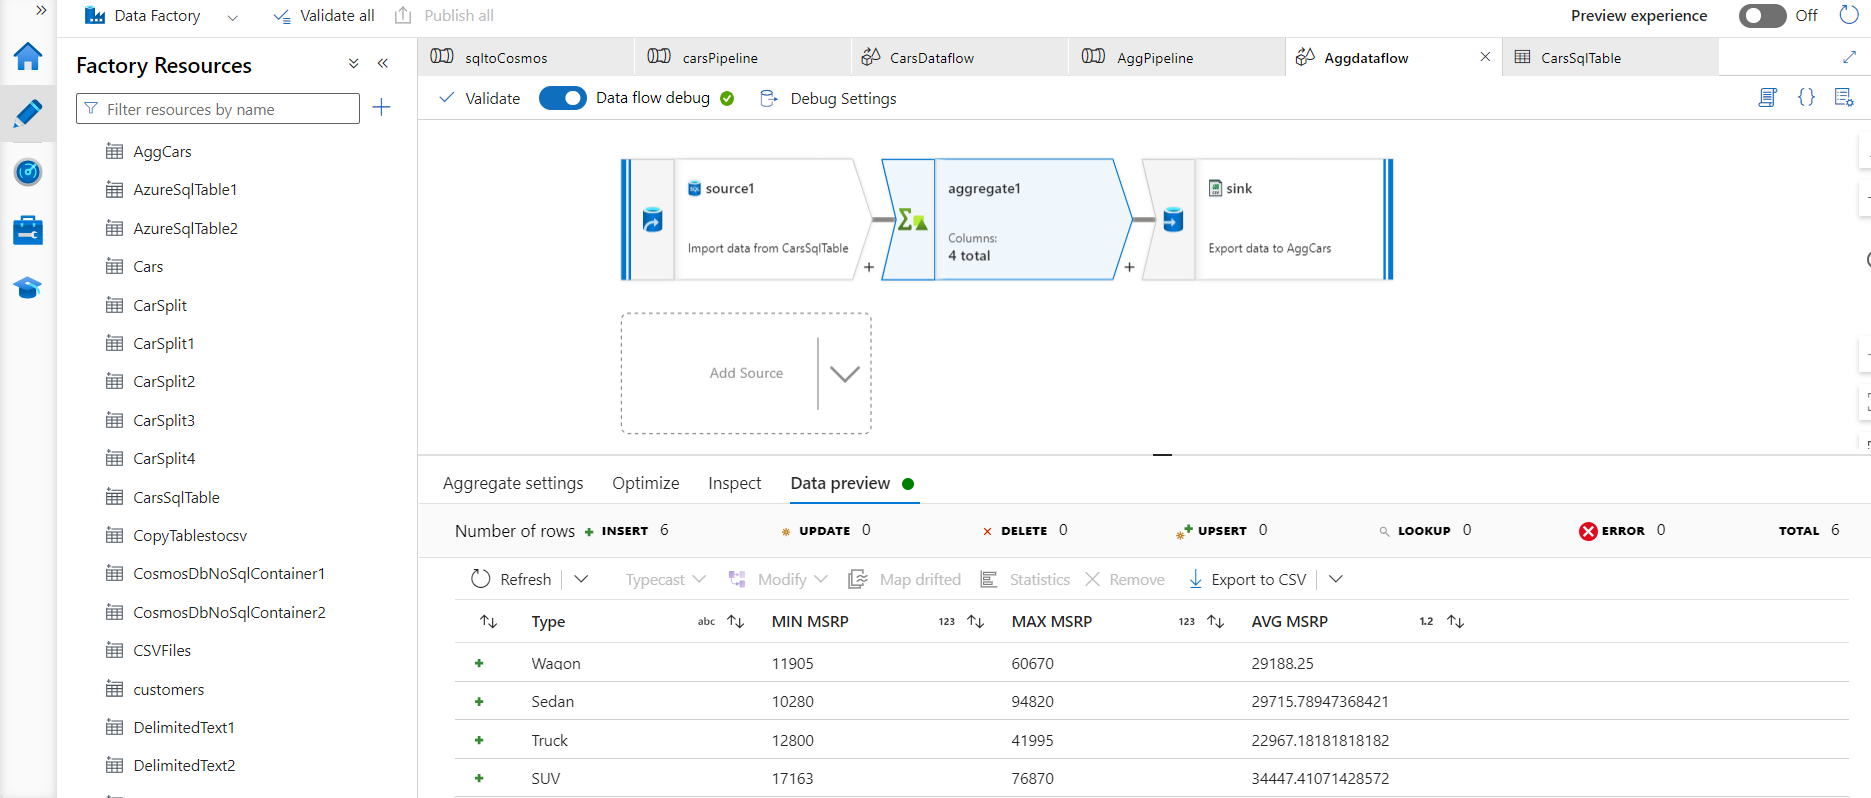 Data Factory
Validate all
Publish all
Preview experience
Off
Factory Resources
Filter resources by name
AggCars
AzureSqlTable1
AzureSqlTable2
Cars
CarSplit
CarSplit1
CarSplit2
CarSplit3
CarSplit4
CarsSqlTable
CopyTablestocsv
CosmosDbNoSqlContainer1
CosmosDbNoSqlContainer2
CSVFiles
customers
DelimitedText1
DelimitedText2
sqltoCosmos
carsPipeline
CarsDataflow
AggPipeline
Aggdataflow
CarsSqlTable
Validate
Data flow debug
Debug Settings
source1
Import data from CarsSqlTable
aggregate1
Columns:
4 total
sink
Export data to AggCars
Add Source
Aggregate settings
Optimize
Inspect
Data preview
Number of rows
INSERT 6
UPDATE 0
DELETE 0
UPSERT 0
LOOKUP 0
ERROR 0
TOTAL 6
Refresh
Typecast
Modify
Map drifted
Statistics
Remove
Export to CSV
Type abc
MIN MSRP 123
MAX MSRP 123
AVG MSRP 1.2
Wagon 11905 60670 29188.25
Sedan 10280 94820 29715.78947368421
Truck 12800 41995 22967.18181818182
SUV 17163 76870 34447.41071428572